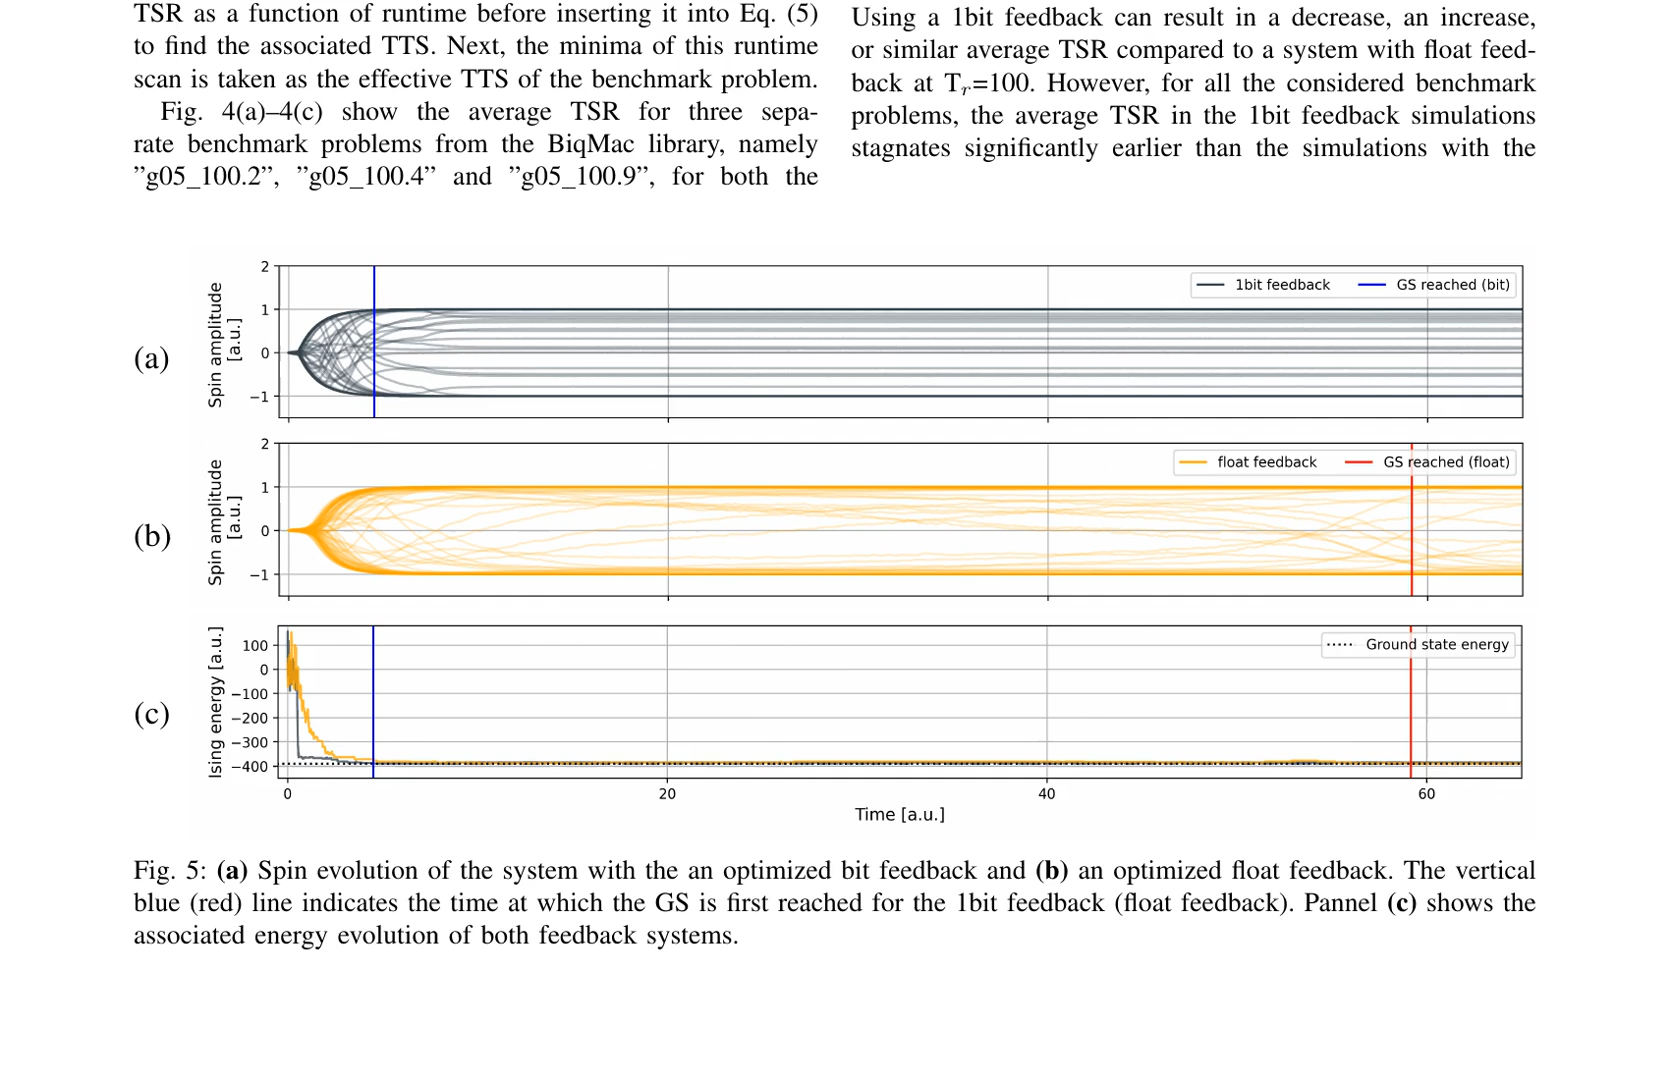 TSR as a function of runtime before inserting it into Eq. (5)
to find the associated TTS. Next, the minima of this runtime
scan is taken as the effective TTS of the benchmark problem.
Fig. 4(a)–4(c) show the average TSR for three sepa-
rate benchmark problems from the BiqMac library, namely
”g05_100.2”, ”g05_100.4” and ”g05_100.9”, for both the
Using a 1bit feedback can result in a decrease, an increase,
or similar average TSR compared to a system with float feed-
back at Tr=100. However, for all the considered benchmark
problems, the average TSR in the 1bit feedback simulations
stagnates significantly earlier than the simulations with the
(a)
Spin amplitude
[a.u.]
2
1
0
−1
1bit feedback
GS reached (bit)
(b)
Spin amplitude
[a.u.]
2
1
0
−1
float feedback
GS reached (float)
(c)
Ising energy [a.u.]
100
0
−100
−200
−300
−400
Ground state energy
0 20 40 60
Time [a.u.]
Fig. 5: (a) Spin evolution of the system with the an optimized bit feedback and (b) an optimized float feedback. The vertical
blue (red) line indicates the time at which the GS is first reached for the 1bit feedback (float feedback). Pannel (c) shows the
associated energy evolution of both feedback systems.